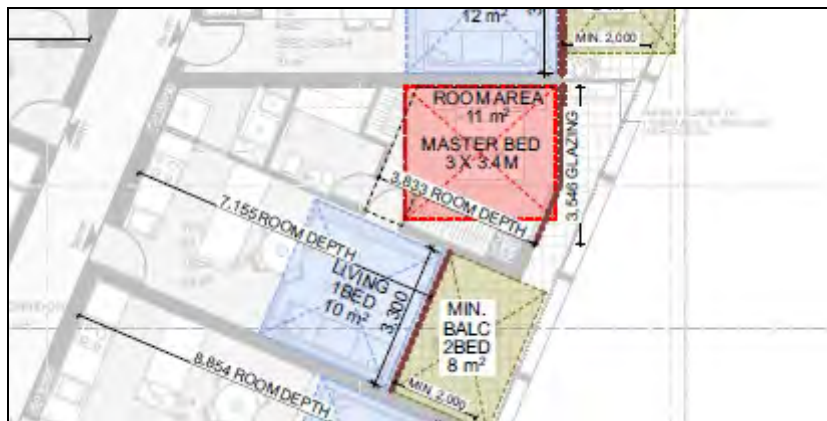 12 m²
MIN. 2,000
ROOM AREA
11 m²
MASTER BED
3 X 3.4 M
3,546 GLAZING
3,833 ROOM DEPTH
7,155 ROOM DEPTH
LIVING
1BED
10 m²
3,300
MIN.
BALC
2BED
8 m²
8,854 ROOM DEPTH
MIN. 2,000